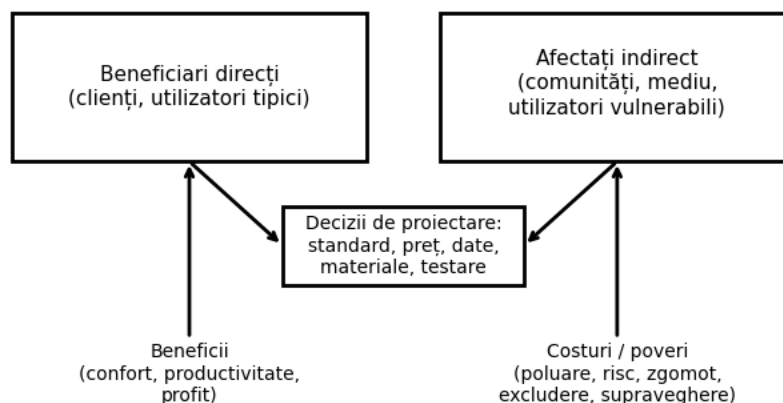 Beneficiari direcți
(clienți, utilizatori tipici)
Afectați indirect
(comunități, mediu,
utilizatori vulnerabili)
Decizii de proiectare:
standard, preț, date,
materiale, testare
Beneficii
(confort, productivitate,
profit)
Costuri / poveri
(poluare, risc, zgomot,
excludere, supraveghere)